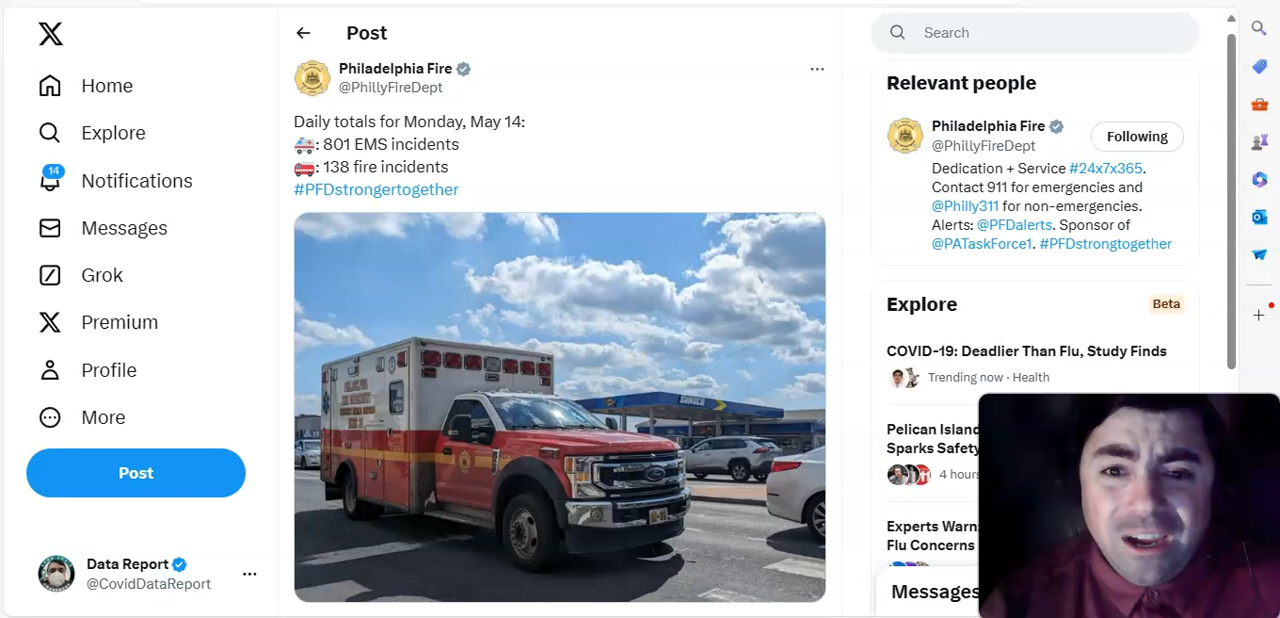 Post
Search
Home
Explore
14
Notifications
Messages
Grok
Premium
Profile
More
Post
Data Report
@CovidDataReport
Philadelphia Fire
@PhillyFireDept
Daily totals for Monday, May 14:
: 801 EMS incidents
: 138 fire incidents
#PFDstrongertogether
SUNOCO
Relevant people
Philadelphia Fire
@PhillyFireDept
Following
Dedication + Service #24x7x365.
Contact 911 for emergencies and
@Philly311 for non-emergencies.
Alerts: @PFDalerts. Sponsor of
@PATaskForce1. #PFDstrongtogether
Explore
Beta
COVID-19: Deadlier Than Flu, Study Finds
Trending now · Health
Pelican Island
Sparks Safety
4 hours
Experts Warn
Flu Concerns
Messages